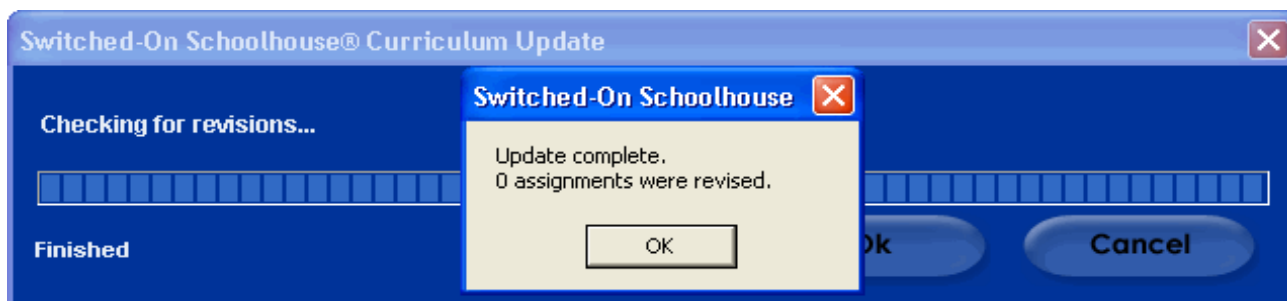 Switched-On Schoolhouse® Curriculum Update
Switched-On Schoolhouse
Checking for revisions...
Update complete.
0 assignments were revised.
OK
Finished
Cancel